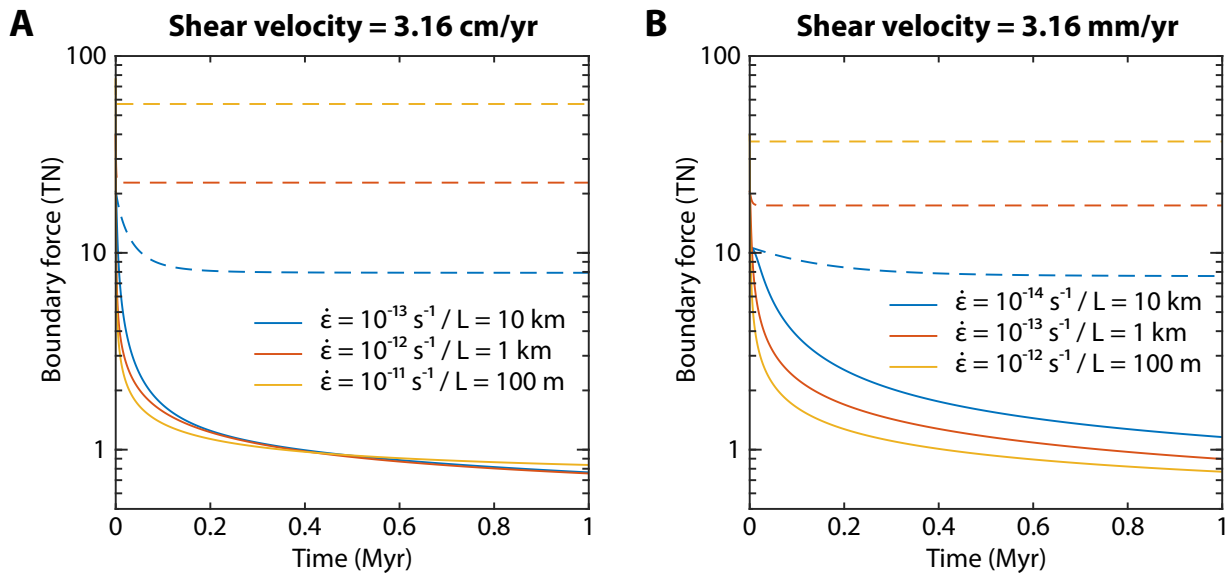 A
Shear velocity = 3.16 cm/yr
100
10
1
Boundary force (TN)
ε̇ = 10⁻¹³ s⁻¹ / L = 10 km
ε̇ = 10⁻¹² s⁻¹ / L = 1 km
ε̇ = 10⁻¹¹ s⁻¹ / L = 100 m
0 0.2 0.4 0.6 0.8 1
Time (Myr)
B
Shear velocity = 3.16 mm/yr
100
10
1
Boundary force (TN)
ε̇ = 10⁻¹⁴ s⁻¹ / L = 10 km
ε̇ = 10⁻¹³ s⁻¹ / L = 1 km
ε̇ = 10⁻¹² s⁻¹ / L = 100 m
0 0.2 0.4 0.6 0.8 1
Time (Myr)